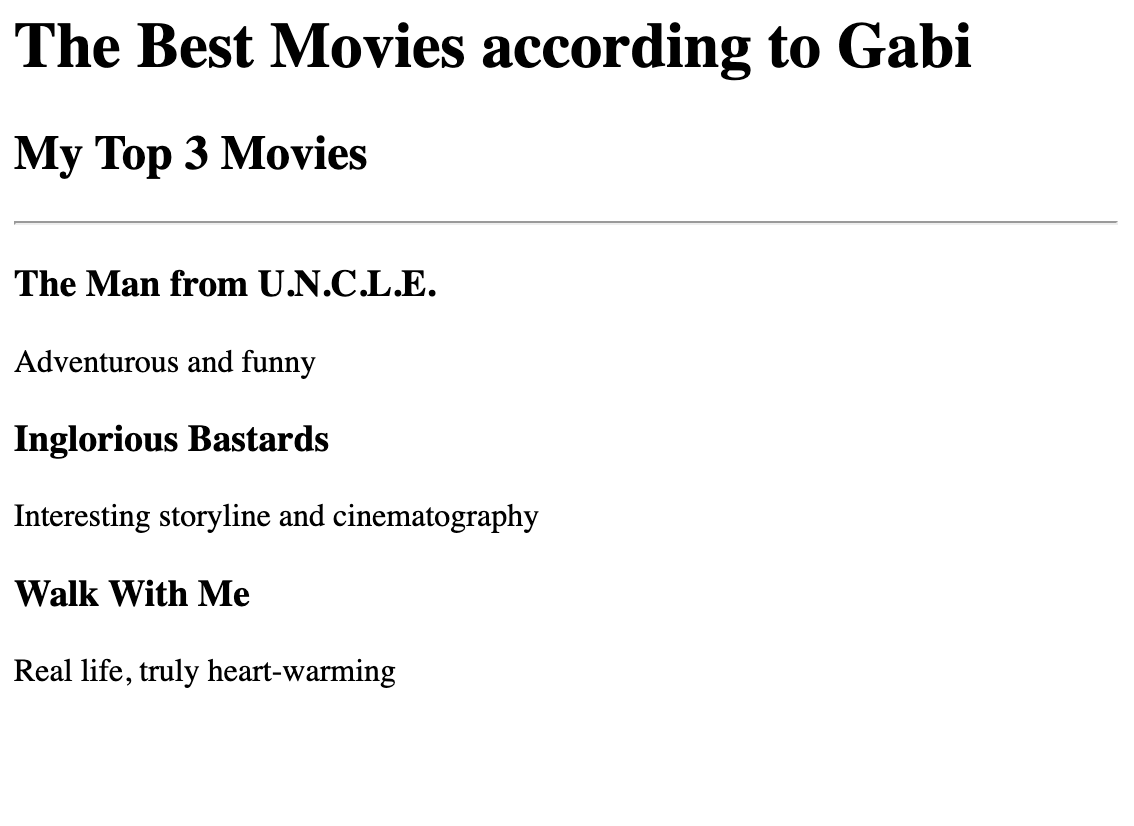 The Best Movies according to Gabi
My Top 3 Movies
The Man from U.N.C.L.E.
Adventurous and funny
Inglorious Bastards
Interesting storyline and cinematography
Walk With Me
Real life, truly heart-warming